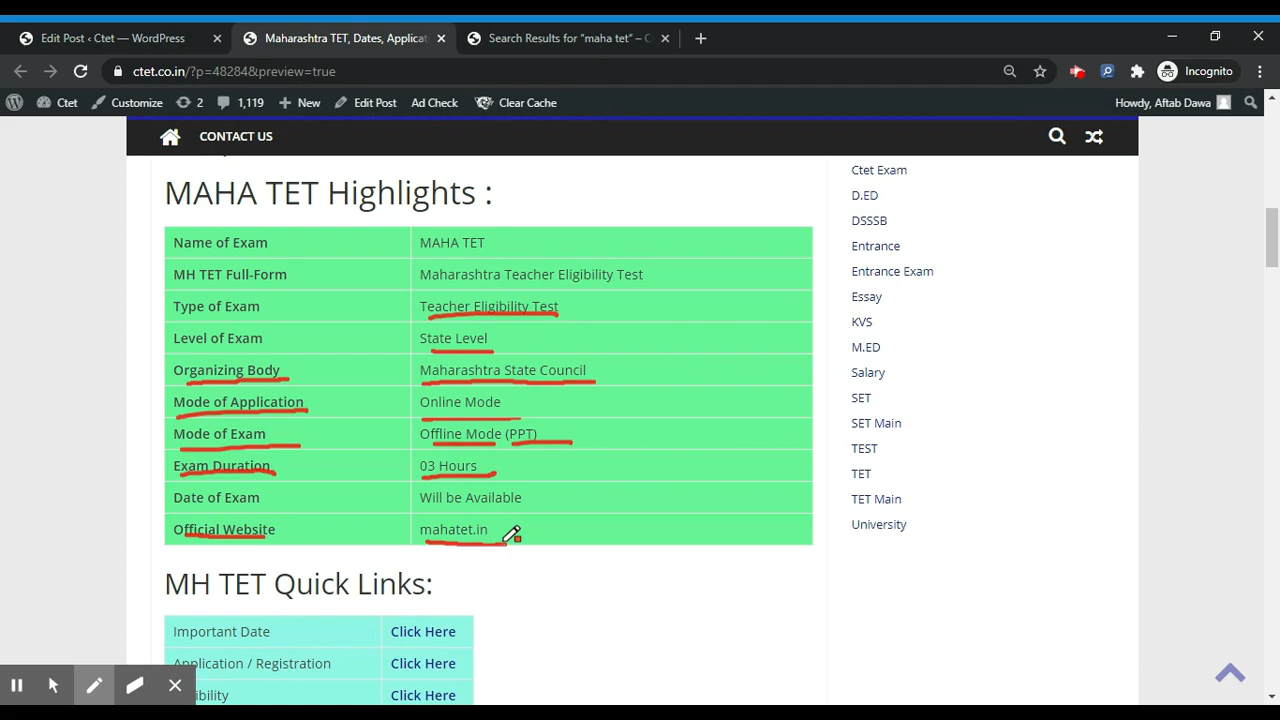 Edit Post ‹ Ctet — WordPress
Maharashtra TET, Dates, Applicat
Search Results for “maha tet” – C
ctet.co.in/?p=48284&preview=true
Incognito
Ctet Customize 2 1,119 New Edit Post Ad Check Clear Cache Howdy, Aftab Dawa
CONTACT US
MAHA TET Highlights :
Name of Exam MAHA TET
MH TET Full-Form Maharashtra Teacher Eligibility Test
Type of Exam Teacher Eligibility Test
Level of Exam State Level
Organizing Body Maharashtra State Council
Mode of Application Online Mode
Mode of Exam Offline Mode (PPT)
Exam Duration 03 Hours
Date of Exam Will be Available
Official Website mahatet.in
MH TET Quick Links:
Important Date Click Here
Application / Registration Click Here
ibility Click Here
Ctet Exam
D.ED
DSSSB
Entrance
Entrance Exam
Essay
KVS
M.ED
Salary
SET
SET Main
TEST
TET
TET Main
University